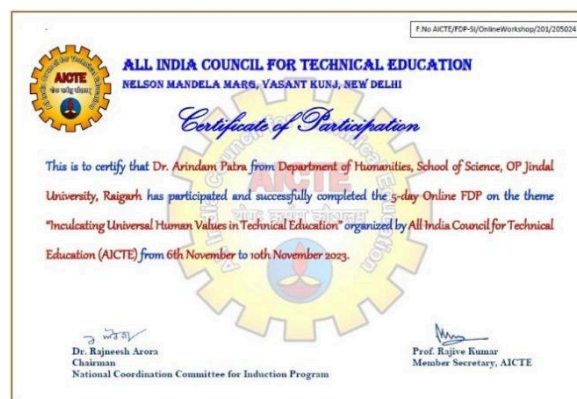 F.No AICTE/FDP-SI/OnlineWorkshop/201/205024
AICTE
ALL INDIA COUNCIL FOR TECHNICAL EDUCATION
NELSON MANDELA MARG, VASANT KUNJ, NEW DELHI
Certificate of Participation
This is to certify that Dr. Arindam Patra from Department of Humanities, School of Science, OP Jindal
University, Raigarh has participated and successfully completed the 5-day Online FDP on the theme
"Inculcating Universal Human Values in Technical Education" organized by All India Council for Technical
Education (AICTE) from 6th November to 10th November 2023.
Dr. Rajneesh Arora
Chairman
National Coordination Committee for Induction Program
Prof. Rajive Kumar
Member Secretary, AICTE